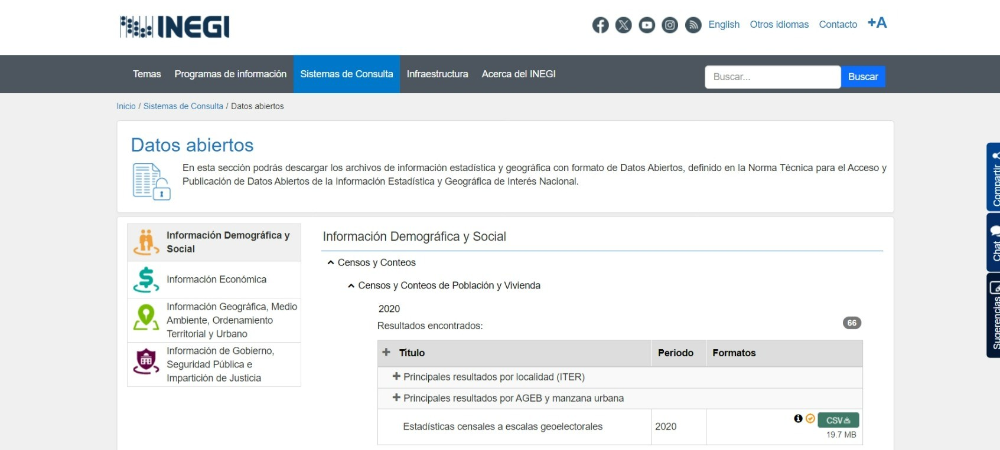 INEGI
English Otros idiomas Contacto +A
Temas Programas de información Sistemas de Consulta Infraestructura Acerca del INEGI Buscar... Buscar
Inicio / Sistemas de Consulta / Datos abiertos
Datos abiertos
En esta sección podrás descargar los archivos de información estadística y geográfica con formato de Datos Abiertos, definido en la Norma Técnica para el Acceso y
Publicación de Datos Abiertos de la Información Estadística y Geográfica de Interés Nacional.
Compartir
Chat
Sugerencias
Información Demográfica y
Social
Información Económica
Información Geográfica, Medio
Ambiente, Ordenamiento
Territorial y Urbano
Información de Gobierno,
Seguridad Pública e
Impartición de Justicia
Información Demográfica y Social
Censos y Conteos
Censos y Conteos de Población y Vivienda
2020
Resultados encontrados: 66
Título Periodo Formatos
Principales resultados por localidad (ITER)
Principales resultados por AGEB y manzana urbana
Estadísticas censales a escalas geoelectorales 2020 CSV
19.7 MB